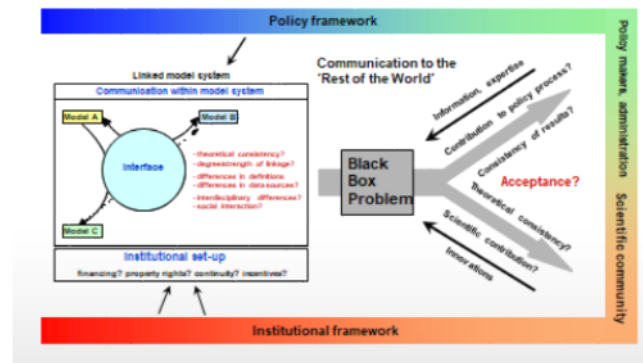 Policy framework
Linked model system
Communication within model system
Model A
Model B
Interface
- theoretical consistency?
- degree/strength of linkage?
- differences in definitions
- differences in data sources?
- interdisciplinary differences?
- social interaction?
Model C
Institutional set-up
financing? property rights? continuity? incentives?
Communication to the
'Rest of the World'
Black
Box
Problem
Information, expertise
Contribution to policy process?
Consistency of results?
Acceptance?
Theoretical consistency?
Scientific contribution?
Innovations
Policy makers, administration
Scientific community
Institutional framework